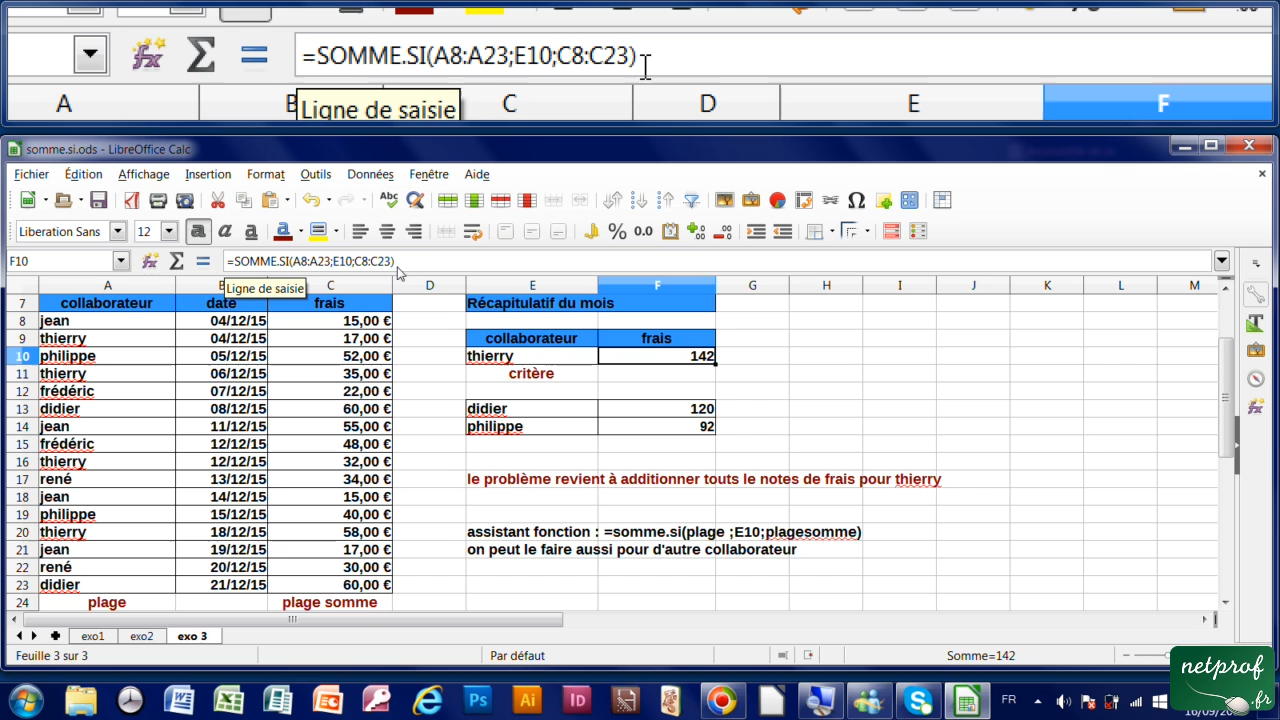 =SOMME.SI(A8:A23;E10;C8:C23)
A B C D E F
Ligne de saisie
somme.si.ods - LibreOffice Calc
Fichier Édition Affichage Insertion Format Outils Données Fenêtre Aide
Liberation Sans 12
F10 =SOMME.SI(A8:A23;E10;C8:C23)
Ligne de saisie
A B C D E F G H I J K L M
7 collaborateur date frais Récapitulatif du mois
8 jean 04/12/15 15,00 €
9 thierry 04/12/15 17,00 € collaborateur frais
10 philippe 05/12/15 52,00 € thierry 142
11 thierry 06/12/15 35,00 € critère
12 frédéric 07/12/15 22,00 €
13 didier 08/12/15 60,00 € didier 120
14 jean 11/12/15 55,00 € philippe 92
15 frédéric 12/12/15 48,00 €
16 thierry 12/12/15 32,00 €
17 rené 13/12/15 34,00 € le problème revient à additionner touts le notes de frais pour thierry
18 jean 14/12/15 15,00 €
19 philippe 15/12/15 40,00 €
20 thierry 18/12/15 58,00 € assistant fonction : =somme.si(plage ;E10;plagesomme)
21 jean 19/12/15 17,00 € on peut le faire aussi pour d'autre collaborateur
22 rené 20/12/15 30,00 €
23 didier 21/12/15 60,00 €
24 plage plage somme
exo1 exo2 exo 3
Feuille 3 sur 3 Par défaut Somme=142
netprof.fr
FR